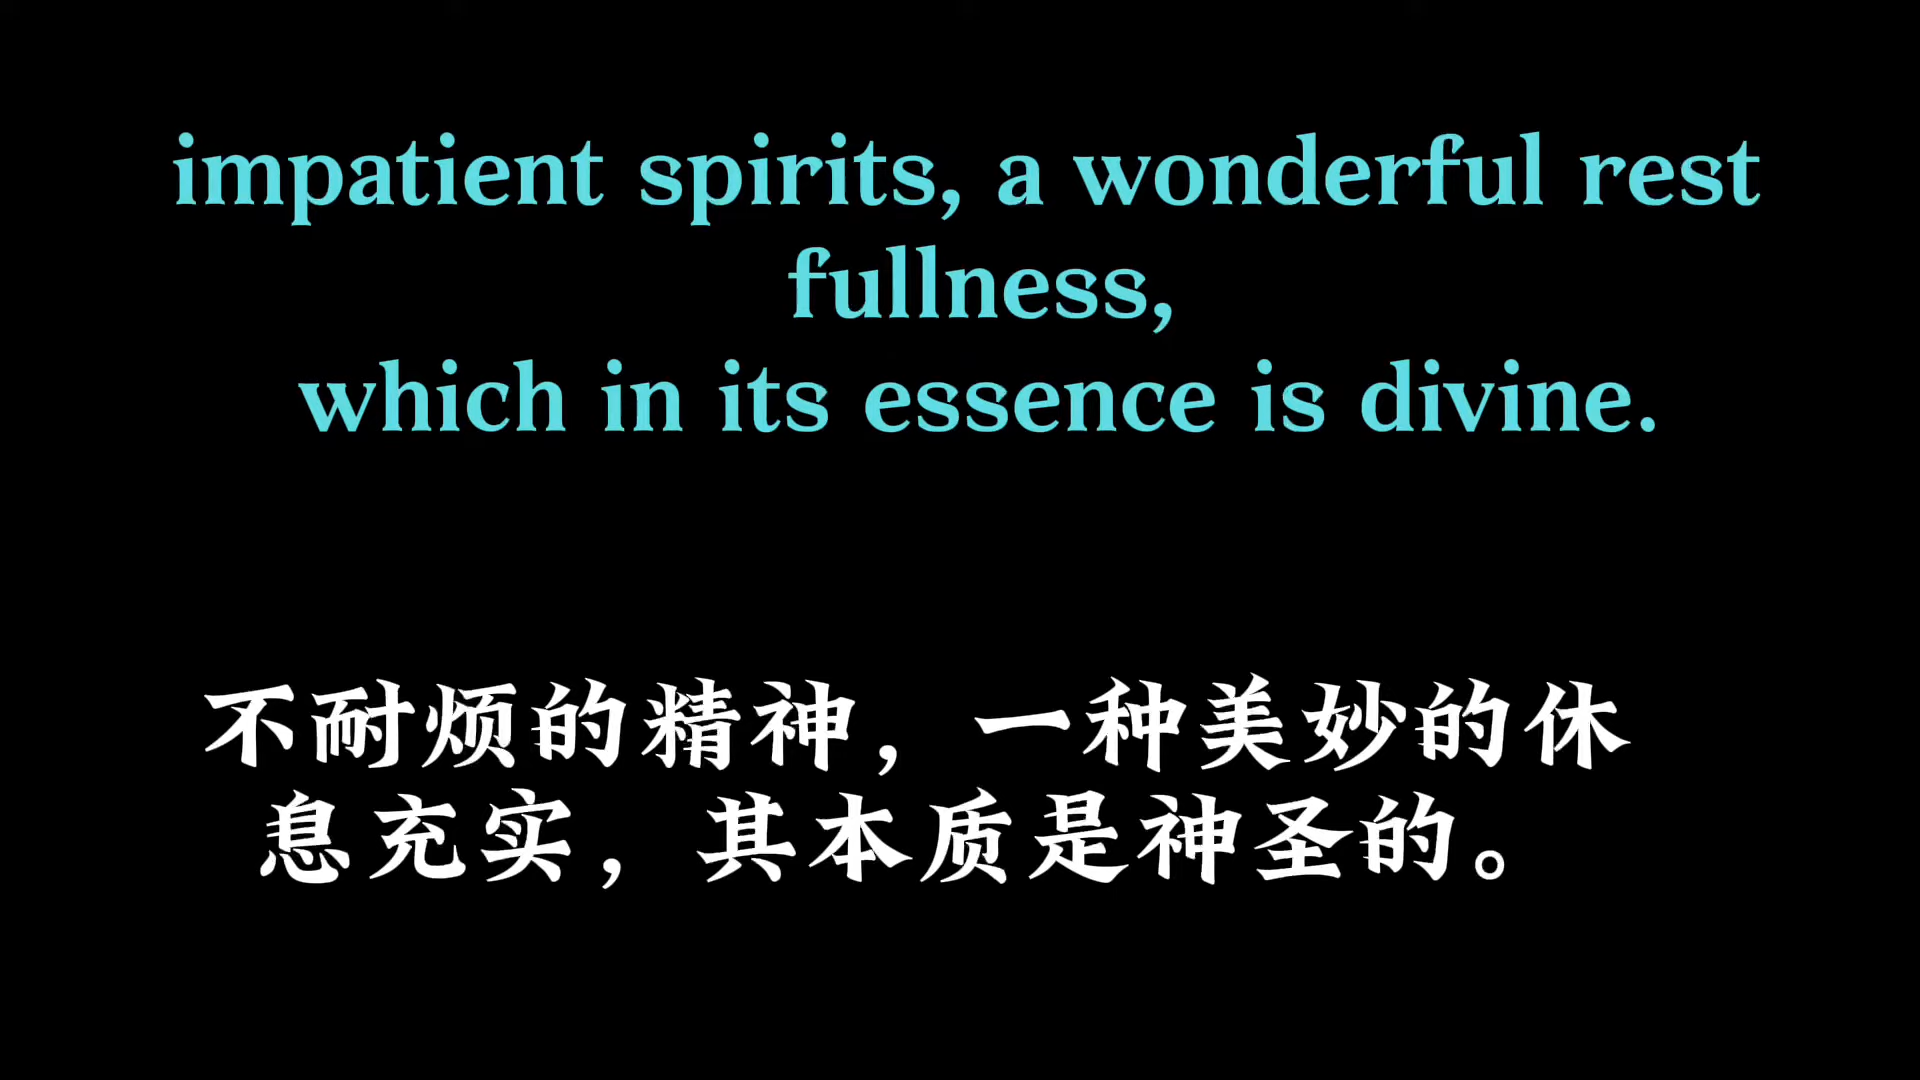 impatient spirits, a wonderful rest
fullness,
which in its essence is divine.
不耐烦的精神，一种美妙的休
息充实，其本质是神圣的。